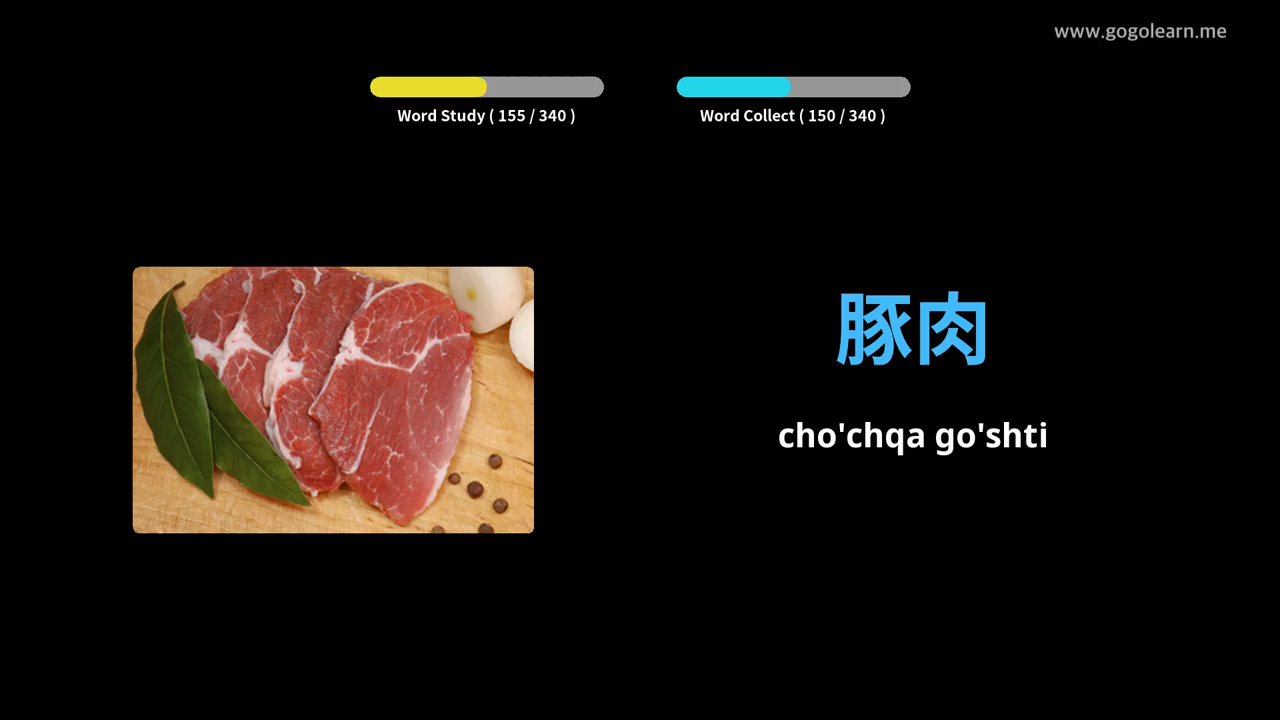 www.gogolearn.me
Word Study ( 155 / 340 )
Word Collect ( 150 / 340 )
豚肉
cho'chqa go'shti